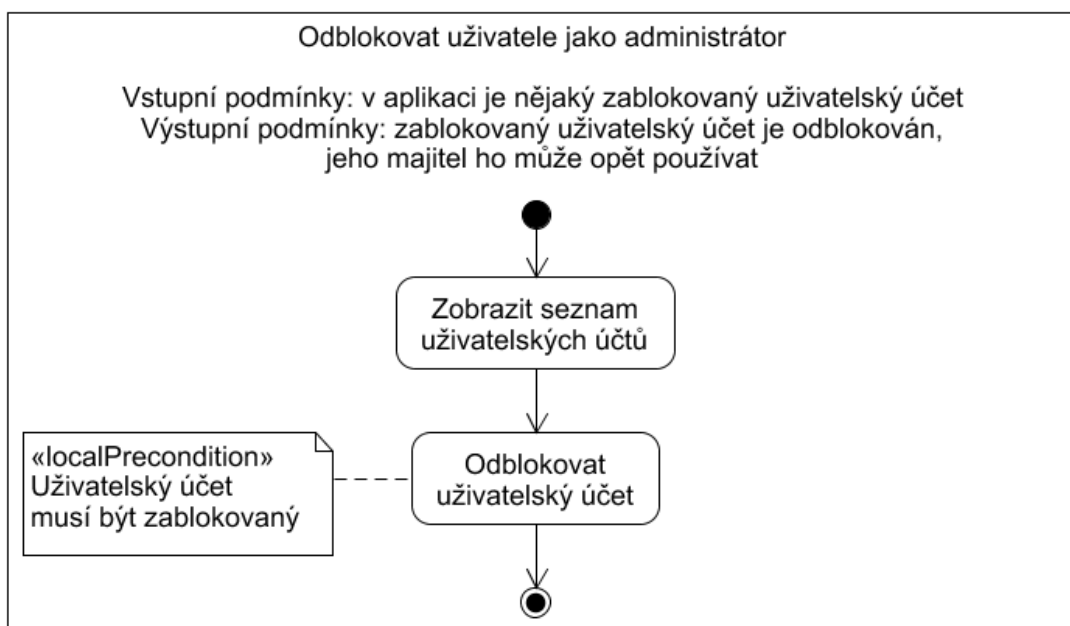 Odblokovat uživatele jako administrátor
Vstupní podmínky: v aplikaci je nějaký zablokovaný uživatelský účet
Výstupní podmínky: zablokovaný uživatelský účet je odblokován,
jeho majitel ho může opět používat
Zobrazit seznam
uživatelských účtů
«localPrecondition»
Uživatelský účet
musí být zablokovaný
Odblokovat
uživatelský účet